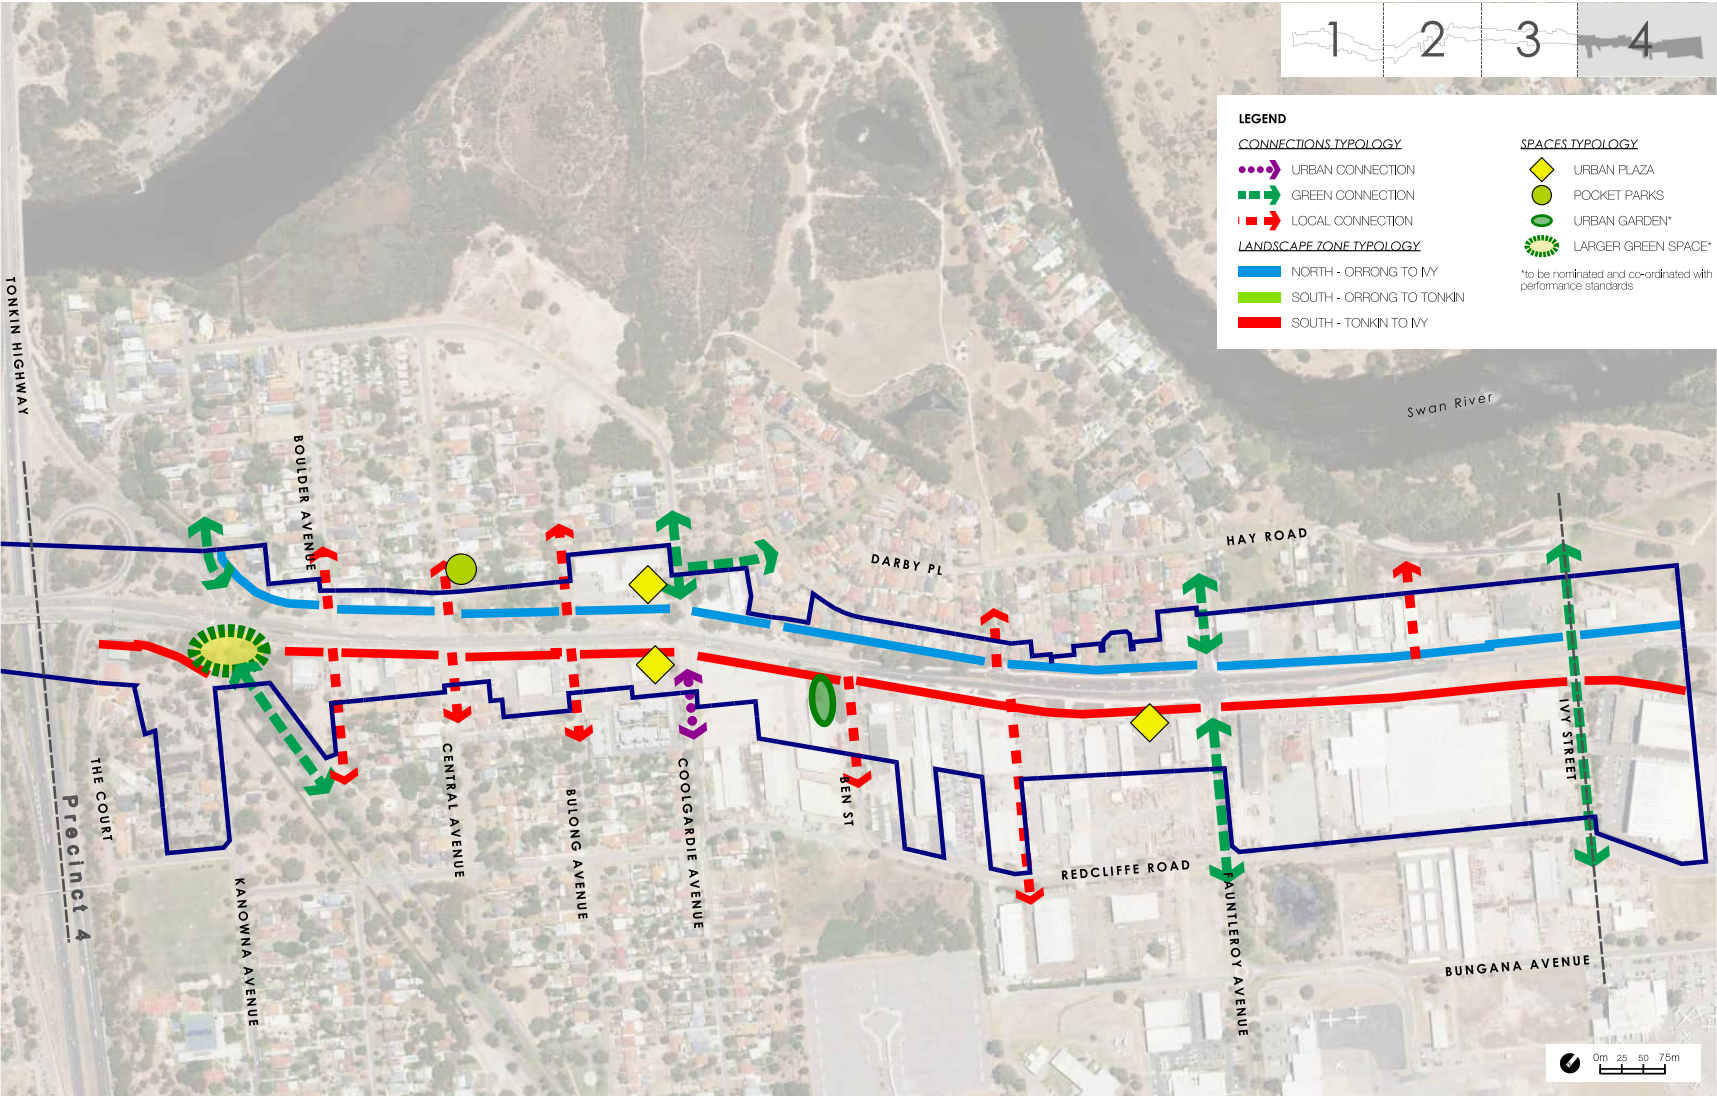 1 2 3 4
LEGEND
CONNECTIONS TYPOLOGY
URBAN CONNECTION
GREEN CONNECTION
LOCAL CONNECTION
LANDSCAPE ZONE TYPOLOGY
NORTH - ORRONG TO IVY
SOUTH - ORRONG TO TONKIN
SOUTH - TONKIN TO IVY
SPACES TYPOLOGY
URBAN PLAZA
POCKET PARKS
URBAN GARDEN*
LARGER GREEN SPACE*
*to be nominated and co-ordinated with
performance standards
TONKIN HIGHWAY
Swan River
BOULDER AVENUE
DARBY PL
HAY ROAD
IVY STREET
THE COURT
Precinct 4
CENTRAL AVENUE
BULONG AVENUE
COOLGARDIE AVENUE
BEN ST
REDCLIFFE ROAD
KANOWNA AVENUE
FAUNTLEROY AVENUE
BUNGANA AVENUE
0m 25 50 75m